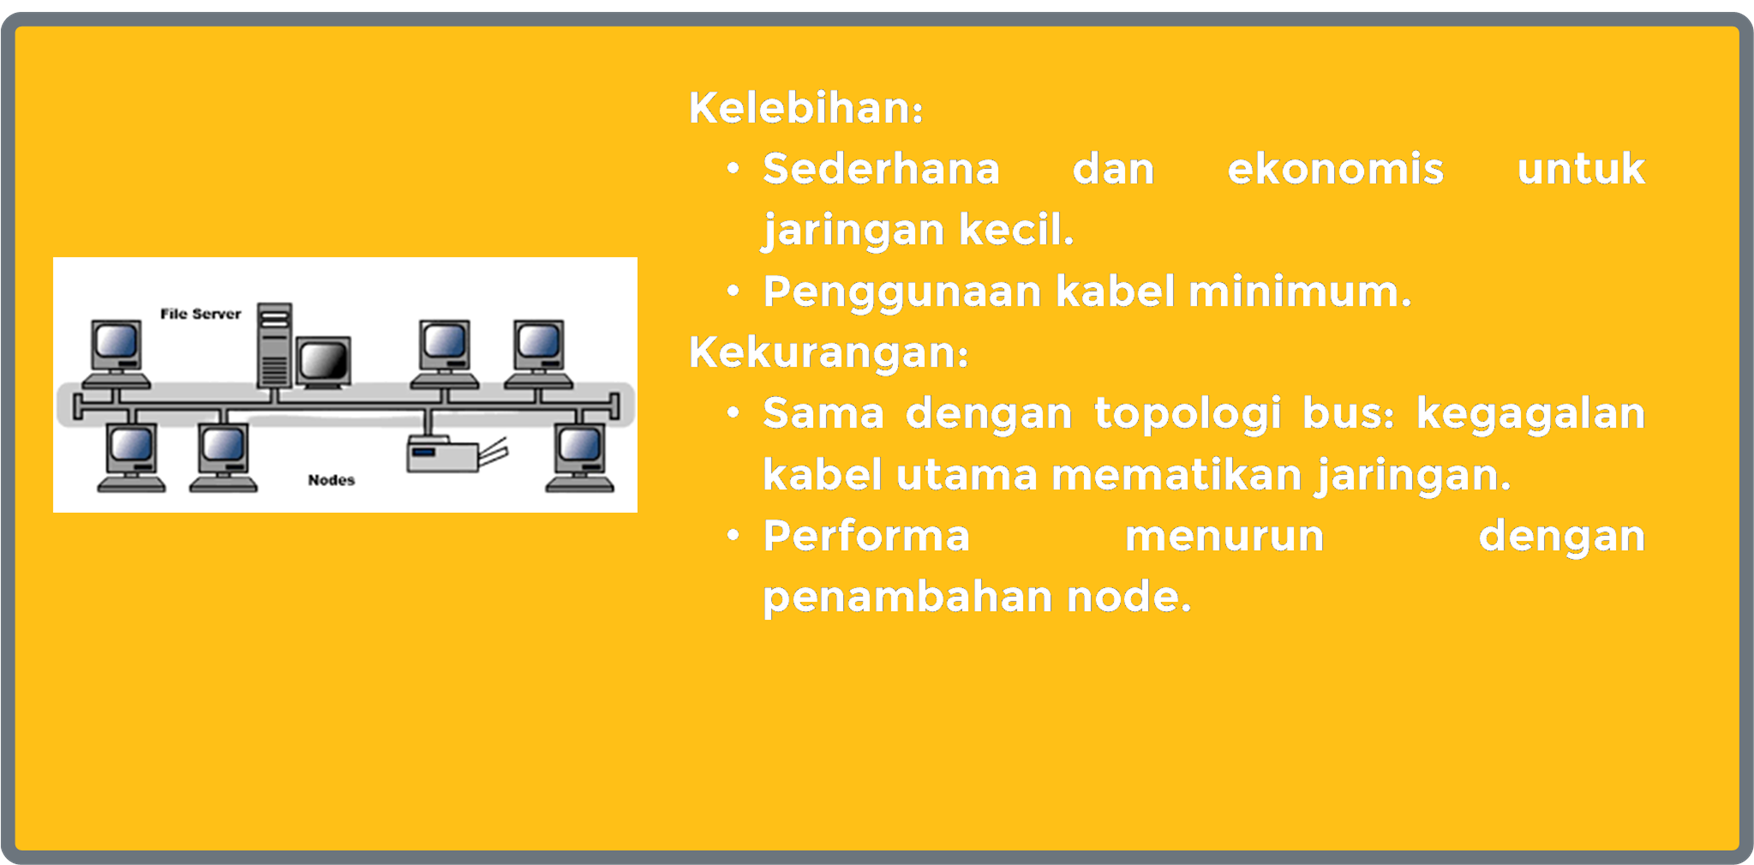 File Server
Nodes
Kelebihan:
• Sederhana dan ekonomis untuk
jaringan kecil.
• Penggunaan kabel minimum.
Kekurangan:
• Sama dengan topologi bus: kegagalan
kabel utama mematikan jaringan.
• Performa menurun dengan
penambahan node.